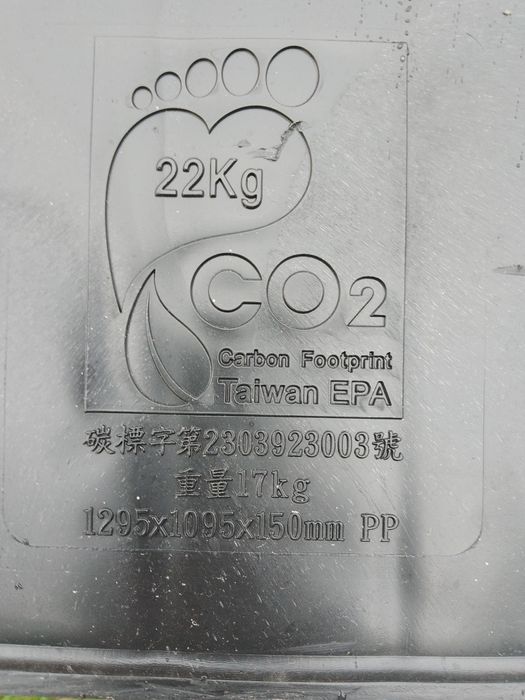 22Kg
CO2
Carbon Footprint
Taiwan EPA
碳標字第2303923003號
重量17kg
1295x1095x150mm PP